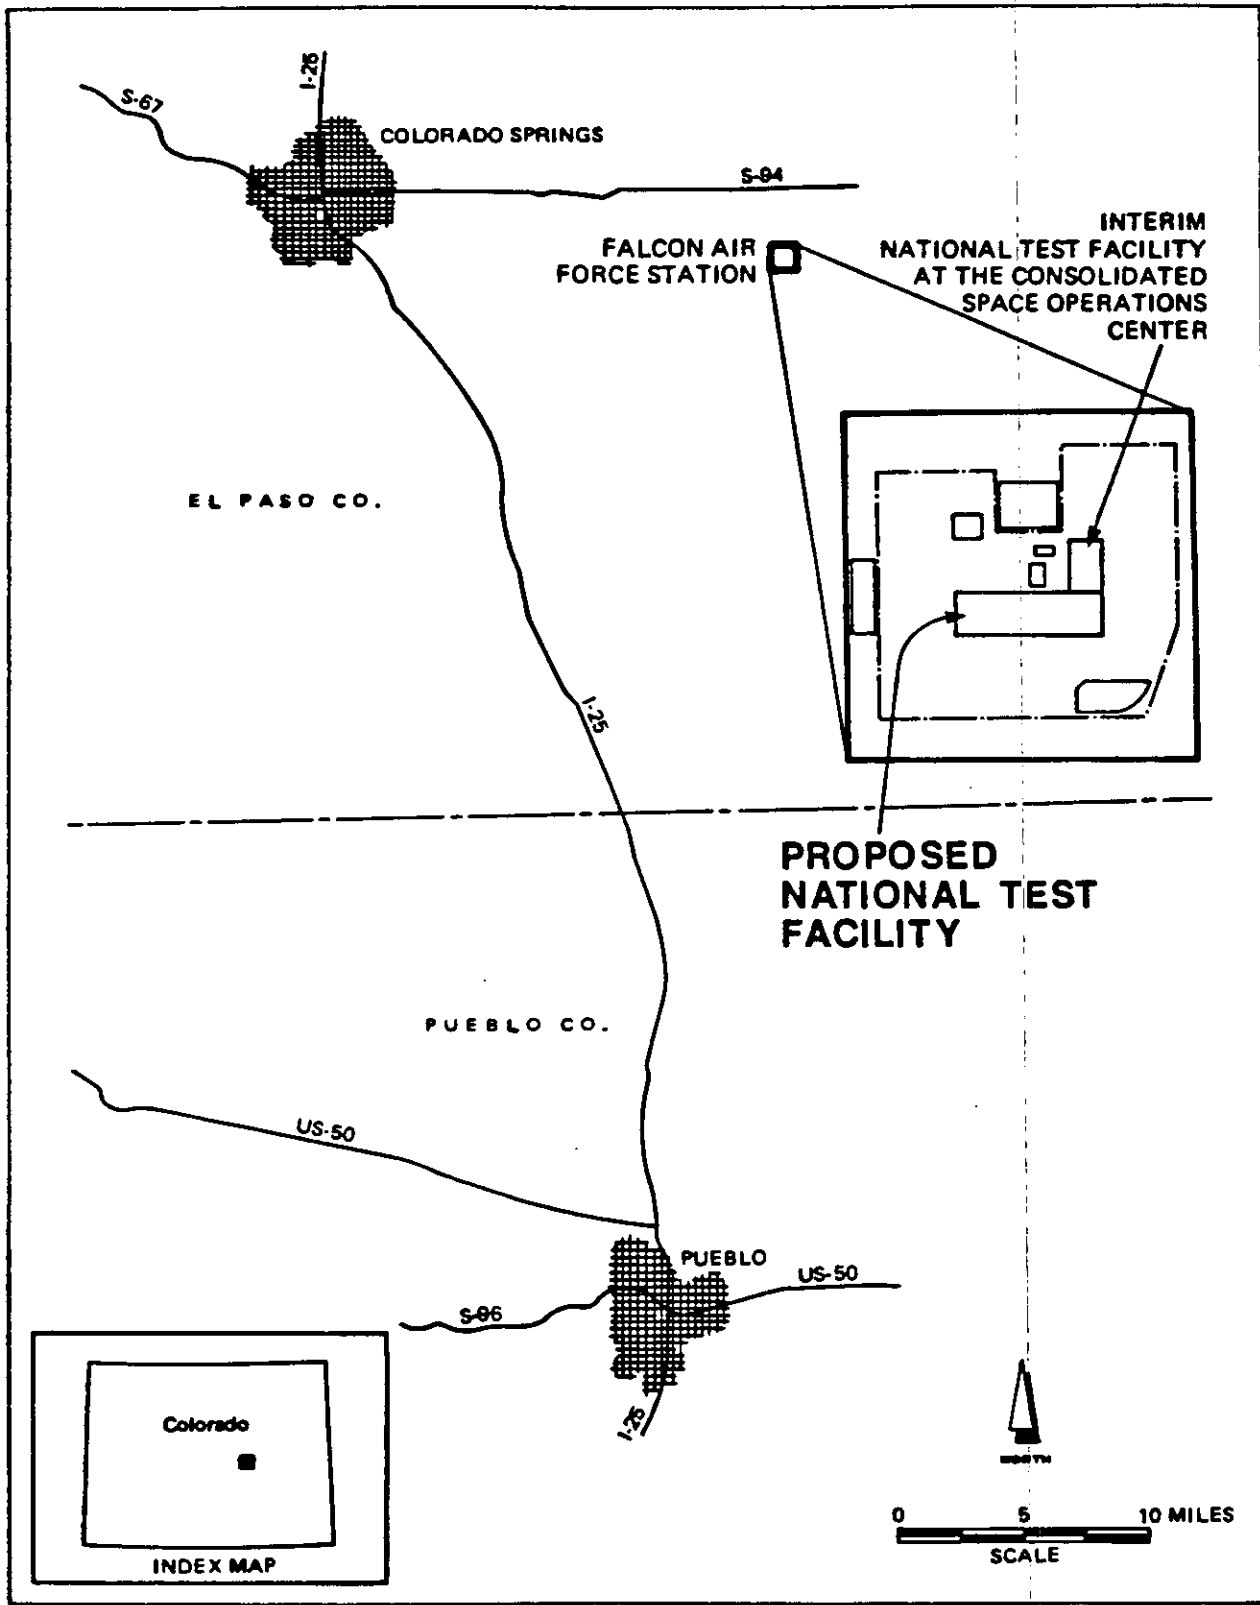 I-25
S-67
COLORADO SPRINGS
S-94
INTERIM
NATIONAL TEST FACILITY
AT THE CONSOLIDATED
SPACE OPERATIONS
CENTER
FALCON AIR
FORCE STATION
EL PASO CO.
I-25
PROPOSED
NATIONAL TEST
FACILITY
PUEBLO CO.
US-50
PUEBLO
US-50
S-96
I-25
Colorado
INDEX MAP
NORTH
0 5 10 MILES
SCALE